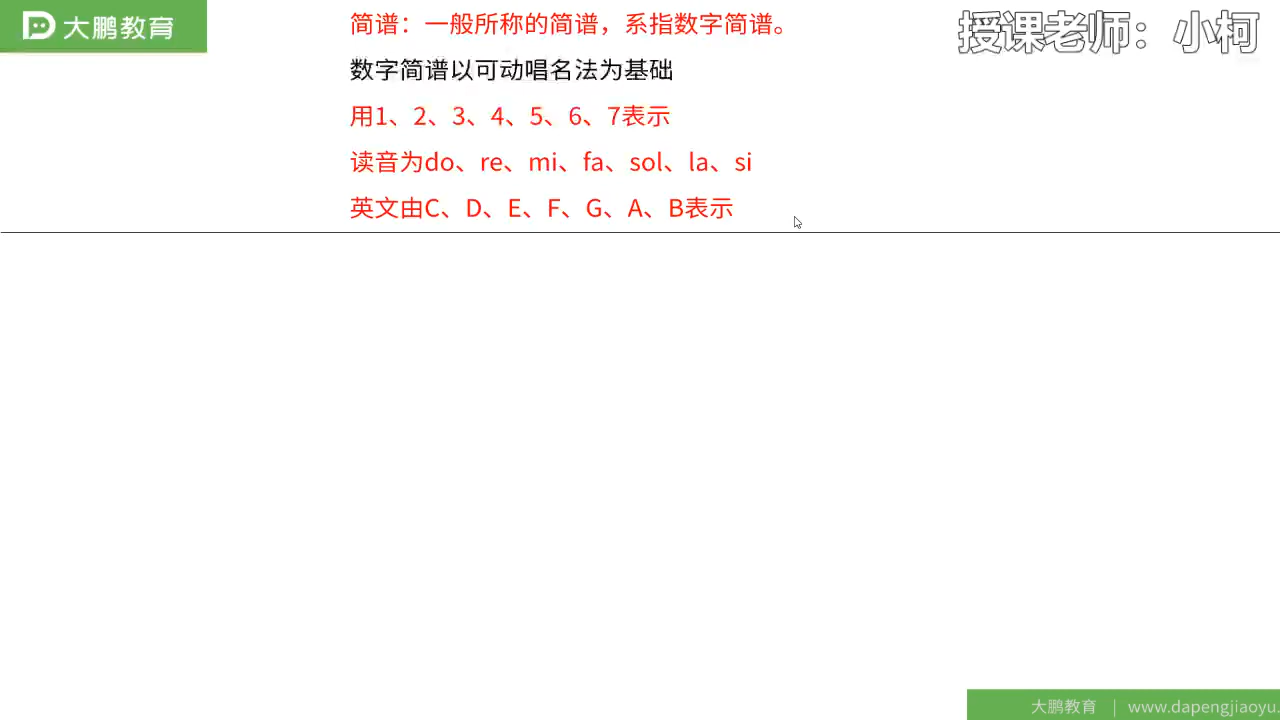 大鹏教育
授课老师：小柯
简谱：一般所称的简谱，系指数字简谱。
数字简谱以可动唱名法为基础
用1、2、3、4、5、6、7表示
读音为do、re、mi、fa、sol、la、si
英文由C、D、E、F、G、A、B表示
大鹏教育 | www.dapengjiaoyu.